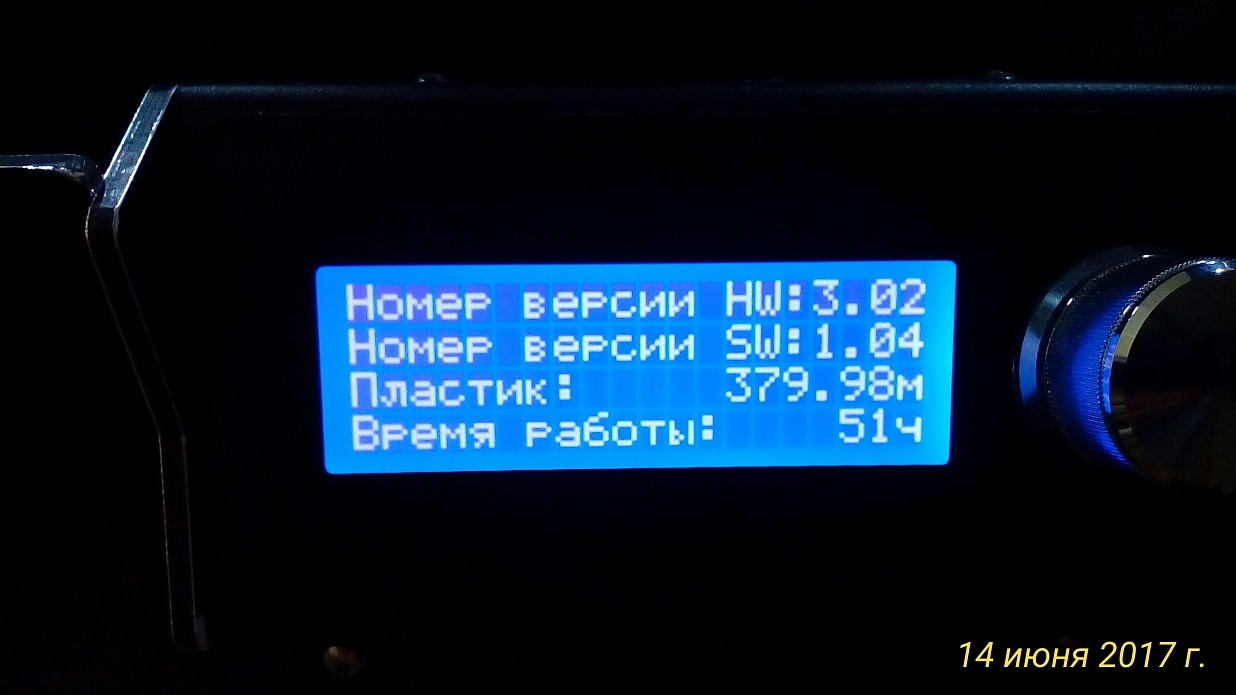 Номер версии HW:3.02
Номер версии SW:1.04
Пластик: 379.98м
Время работы: 51ч
14 июня 2017 г.